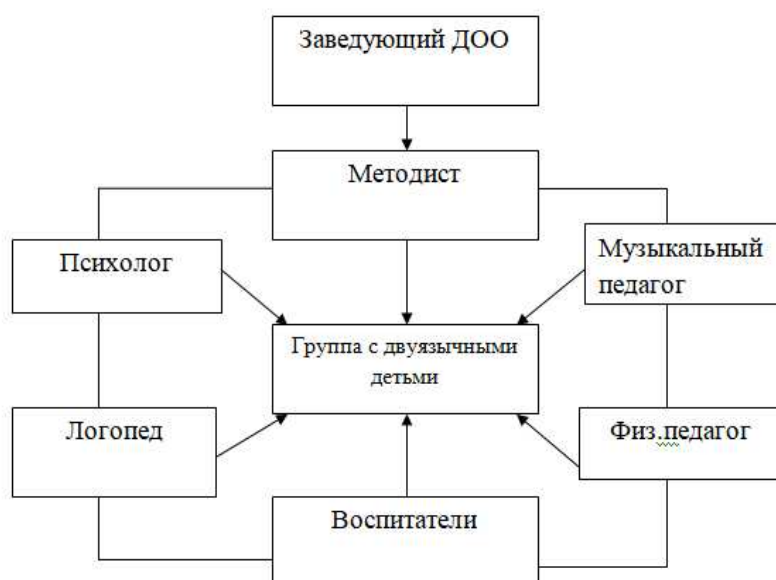 Заведующий ДОО
Методист
Психолог
Музыкальный
педагог
Группа с двуязычными
детьми
Логопед
Физ.педагог
Воспитатели